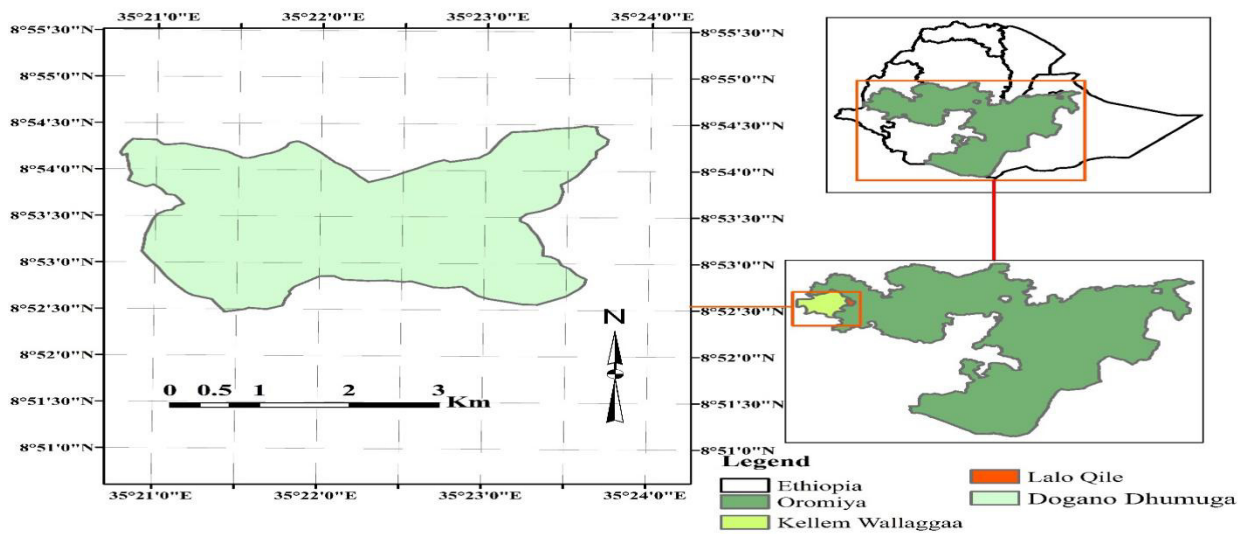 35°21'0"E 35°22'0"E 35°23'0"E 35°24'0"E
8°55'30"N 8°55'30"N
8°55'0"N 8°55'0"N
8°54'30"N 8°54'30"N
8°54'0"N 8°54'0"N
8°53'30"N 8°53'30"N
8°53'0"N 8°53'0"N
8°52'30"N 8°52'30"N
8°52'0"N 8°52'0"N
8°51'30"N 8°51'30"N
8°51'0"N 8°51'0"N
N
0 0.5 1 2 3
Km
35°21'0"E 35°22'0"E 35°23'0"E 35°24'0"E
Legend
Ethiopia
Oromiya
Kellem Wallaggaa
Lalo Qile
Dogano Dhumuga